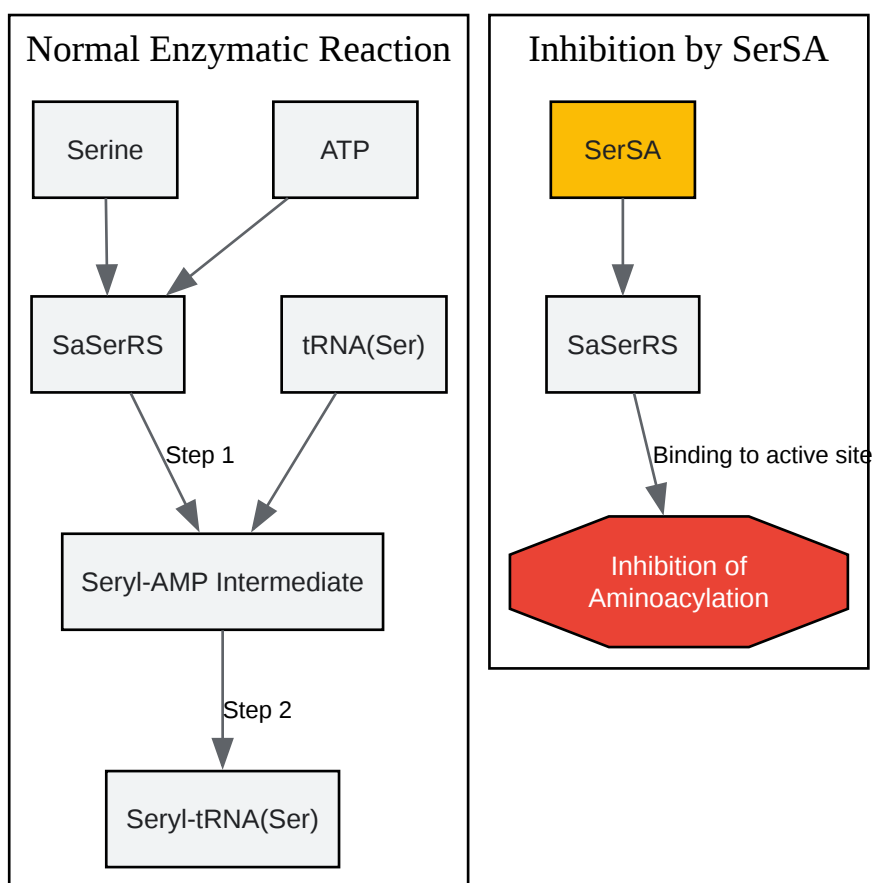 Normal Enzymatic Reaction
Serine
ATP
SaSerRS
tRNA(Ser)
Step 1
Seryl-AMP Intermediate
Step 2
Seryl-tRNA(Ser)
Inhibition by SerSA
SerSA
SaSerRS
Binding to active site
Inhibition of
Aminoacylation